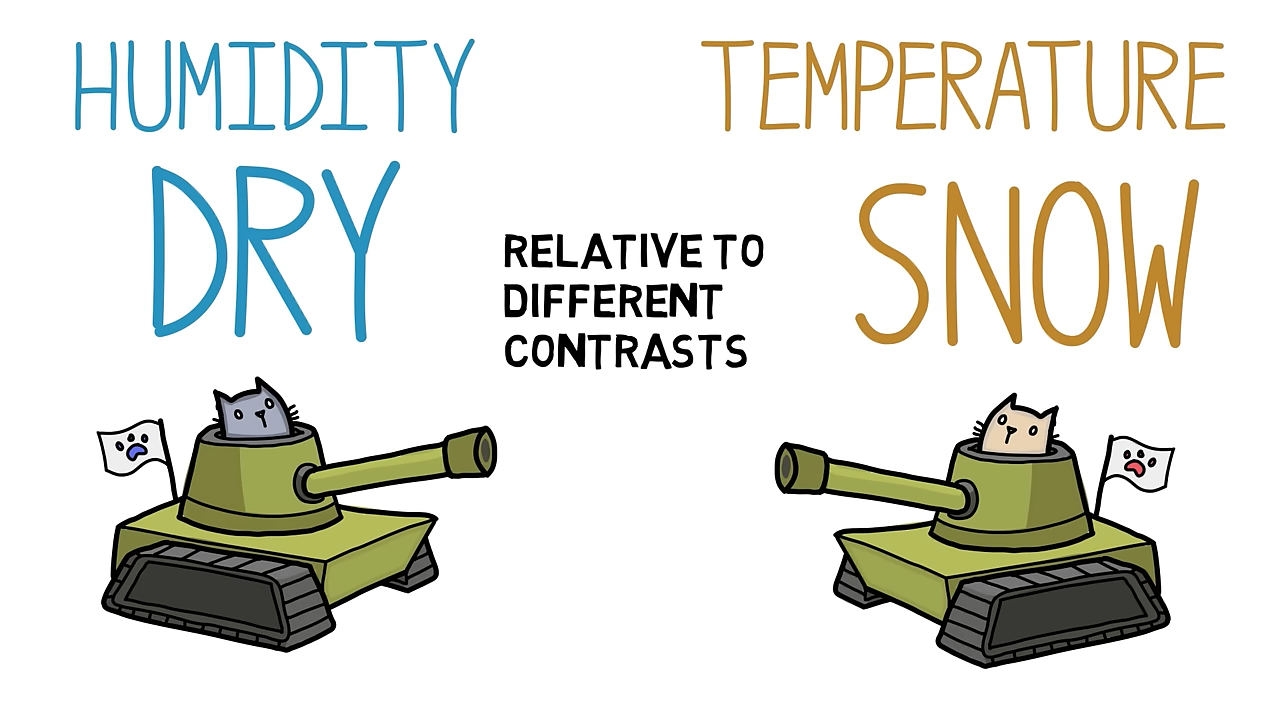 HUMIDITY
DRY
TEMPERATURE
SNOW
RELATIVE TO
DIFFERENT
CONTRASTS